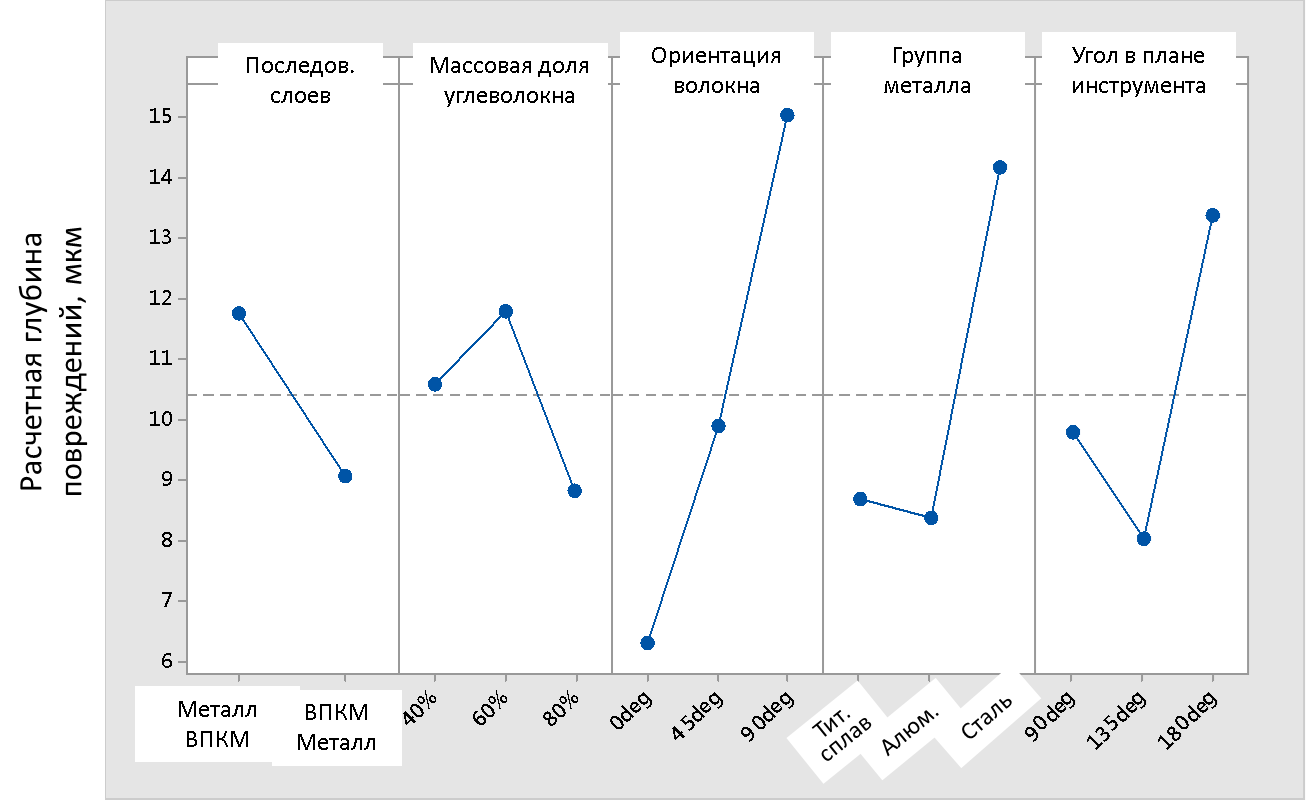 Последов.
слоев
Массовая доля
углеволокна
Ориентация
волокна
Группа
металла
Угол в плане
инструмента
Расчетная глубина
повреждений, мкм
15
14
13
12
11
10
9
8
7
6
Металл
ВПКМ
ВПКМ
Металл
40%
60%
80%
0deg
45deg
90deg
Тит.
сплав
Алюм.
Сталь
90deg
135deg
180deg